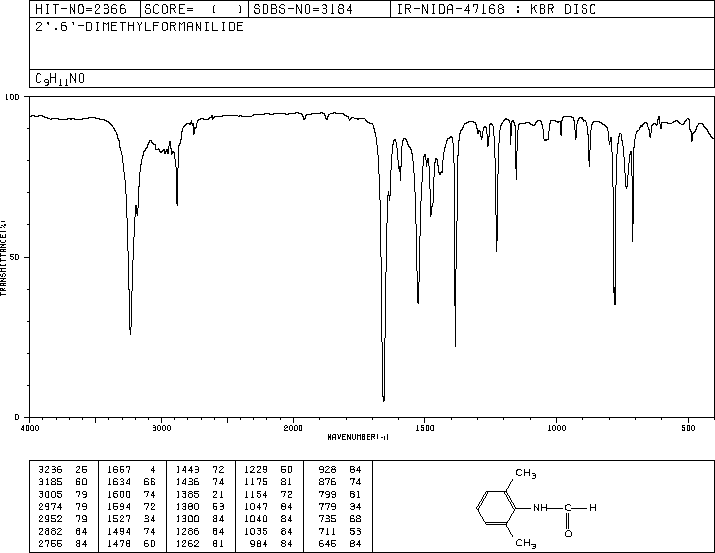 HIT-NO=2366 SCORE= ( ) SDBS-NO=3184 IR-NIDA-47168 : KBR DISC
2'.6'-DIMETHYLFORMANILIDE
C9H11NO
100
50
0
TRANSMITTANCE(%)
4000 3000 2000 1500 1000 500
WAVENUMBER(-1)
3236 26 1667 4 1443 72 1229 50 928 84
3185 60 1634 66 1436 74 1175 81 876 74
3005 79 1600 74 1385 21 1154 72 799 81
2974 79 1594 72 1380 53 1047 84 779 34
2952 79 1527 34 1300 84 1040 84 735 68
2882 64 1494 74 1286 84 1035 84 711 53
2766 84 1478 60 1262 81 984 84 646 84
CH3
NH C H
O
CH3